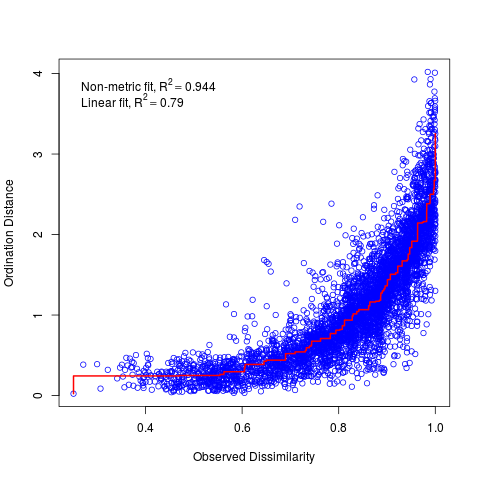 Non-metric fit, R² = 0.944
Linear fit, R² = 0.79
Ordination Distance
4
3
2
1
0
0.4 0.6 0.8 1.0
Observed Dissimilarity